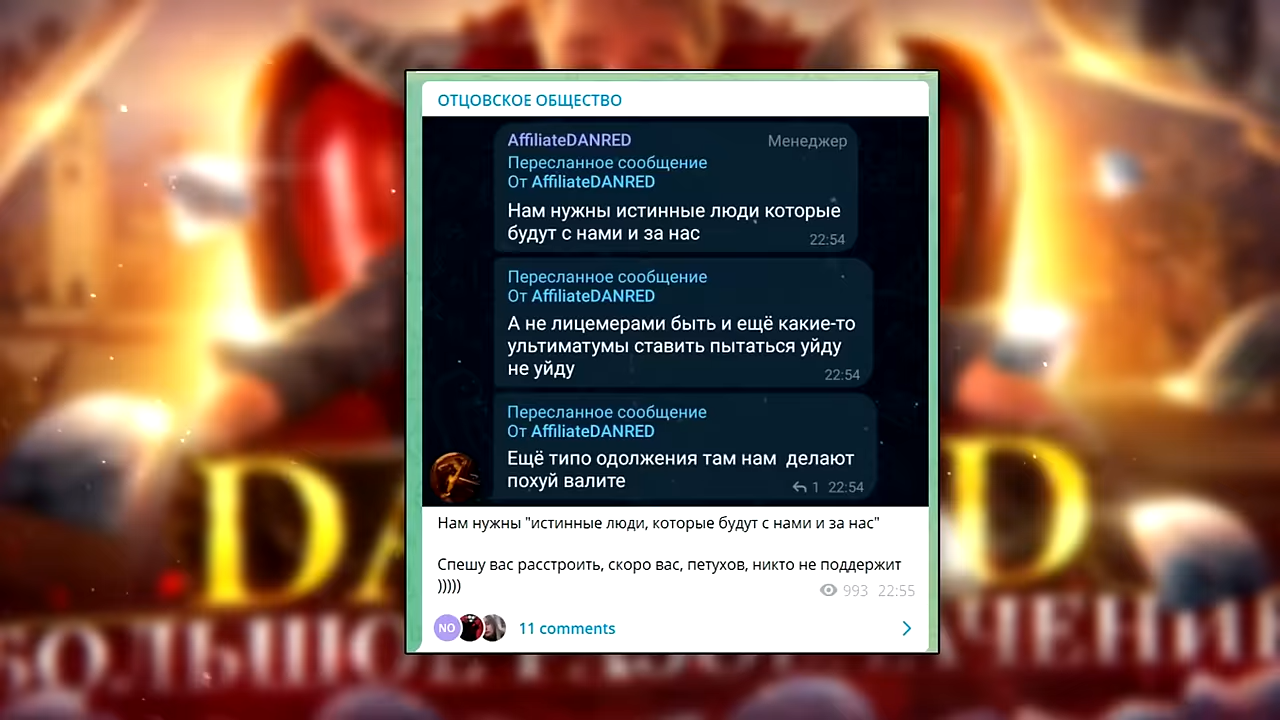 ОТЦОВСКОЕ ОБЩЕСТВО
AffiliateDANRED
Менеджер
Пересланное сообщение
От AffiliateDANRED
Нам нужны истинные люди которые
будут с нами и за нас
22:54
Пересланное сообщение
От AffiliateDANRED
А не лицемерами быть и ещё какие-то
ультиматумы ставить пытаться уйду
не уйду
22:54
Пересланное сообщение
От AffiliateDANRED
Ещё типо одолжения там нам делают
похуй валите
1 22:54
Нам нужны "истинные люди, которые будут с нами и за нас"
Спешу вас расстроить, скоро вас, петухов, никто не поддержит
)))))
993 22:55
NO
11 comments